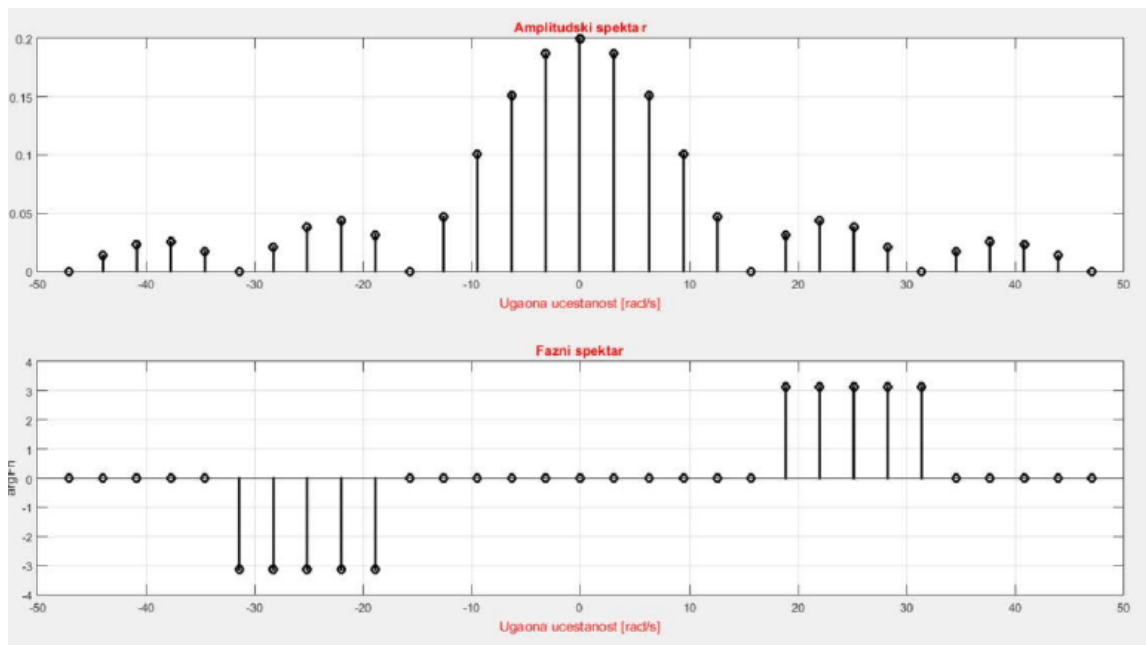 Amplitudski spektar
0.2
0.15
0.1
0.05
0
-50 -40 -30 -20 -10 0 10 20 30 40 50
Ugaona ucestanost [rad/s]
Fazni spektar
4
3
2
1
0
-1
-2
-3
-4
argFn
-50 -40 -30 -20 -10 0 10 20 30 40 50
Ugaona ucestanost [rad/s]